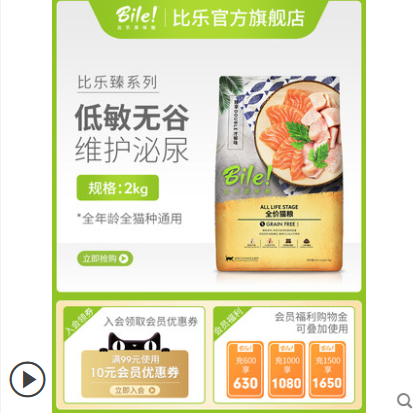 Bile!
比乐官方旗舰店
比乐臻系列
低敏无谷
维护泌尿
规格:2kg
*全年龄全猫种通用
立即抢购
Bile!
ALL LIFE STAGE
全价猫粮
GRAIN FREE
入会领券
入会领取会员优惠券
满99元使用
10元会员优惠券
立即入会
会员福利
会员福利购物金
可叠加使用
Bile!
充600
享
630
Bile!
充1000
享
1080
Bile!
充1500
享
1650